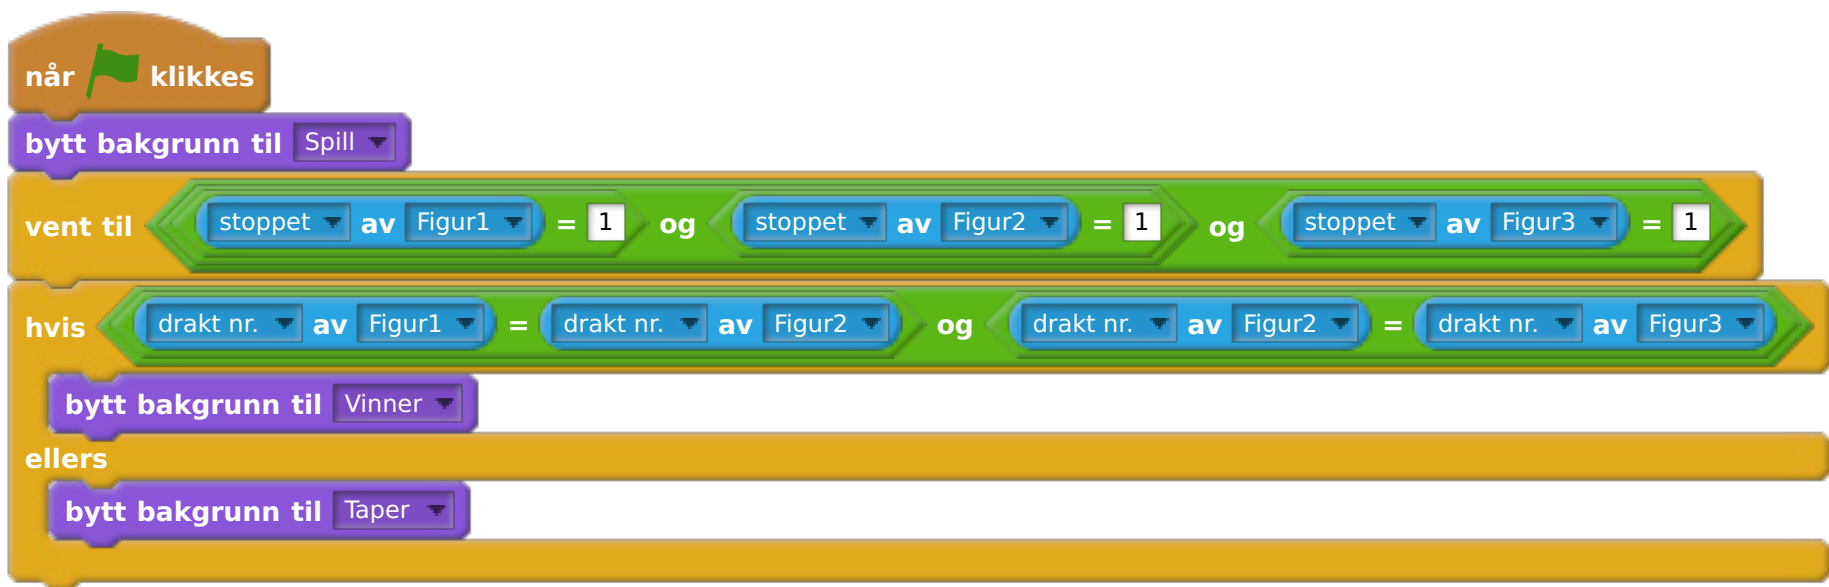 når klikkes
bytt bakgrunn til Spill
vent til stoppet av Figur1 = 1 og stoppet av Figur2 = 1 og stoppet av Figur3 = 1
hvis drakt nr. av Figur1 = drakt nr. av Figur2 og drakt nr. av Figur2 = drakt nr. av Figur3
bytt bakgrunn til Vinner
ellers
bytt bakgrunn til Taper